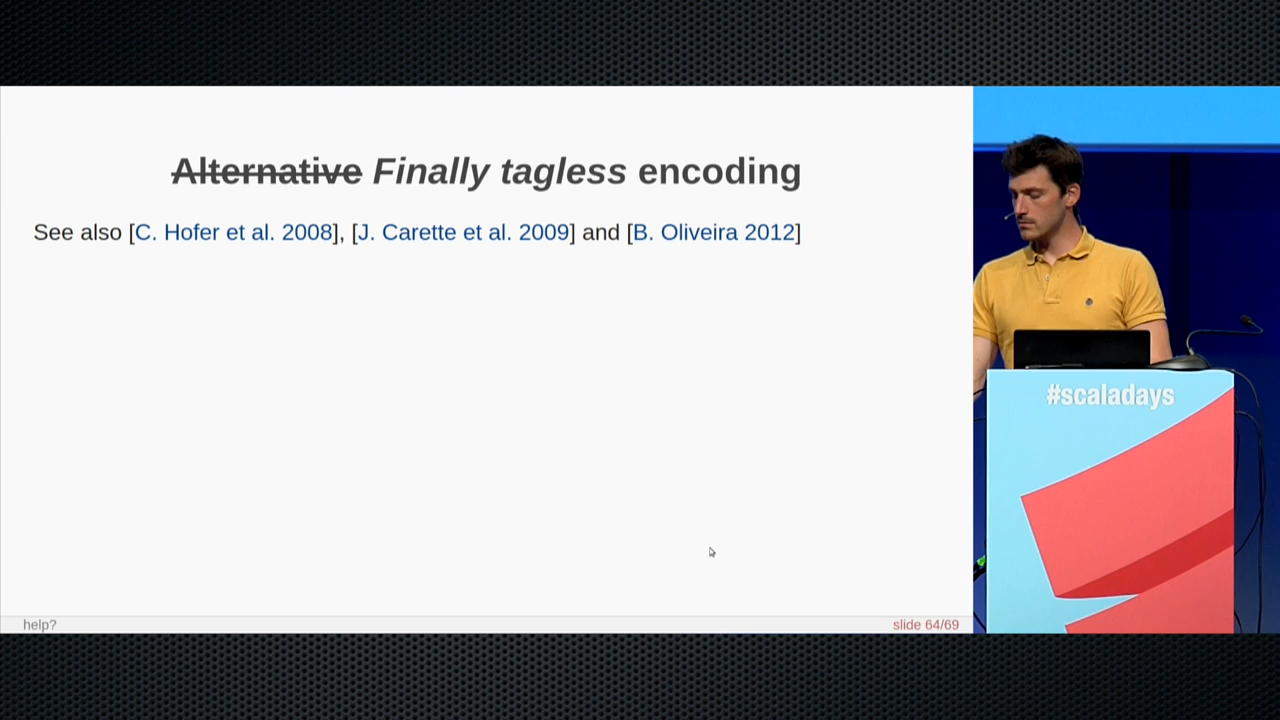 Alternative Finally tagless encoding
See also [C. Hofer et al. 2008], [J. Carette et al. 2009] and [B. Oliveira 2012]
#scaladays
help?
slide 64/69